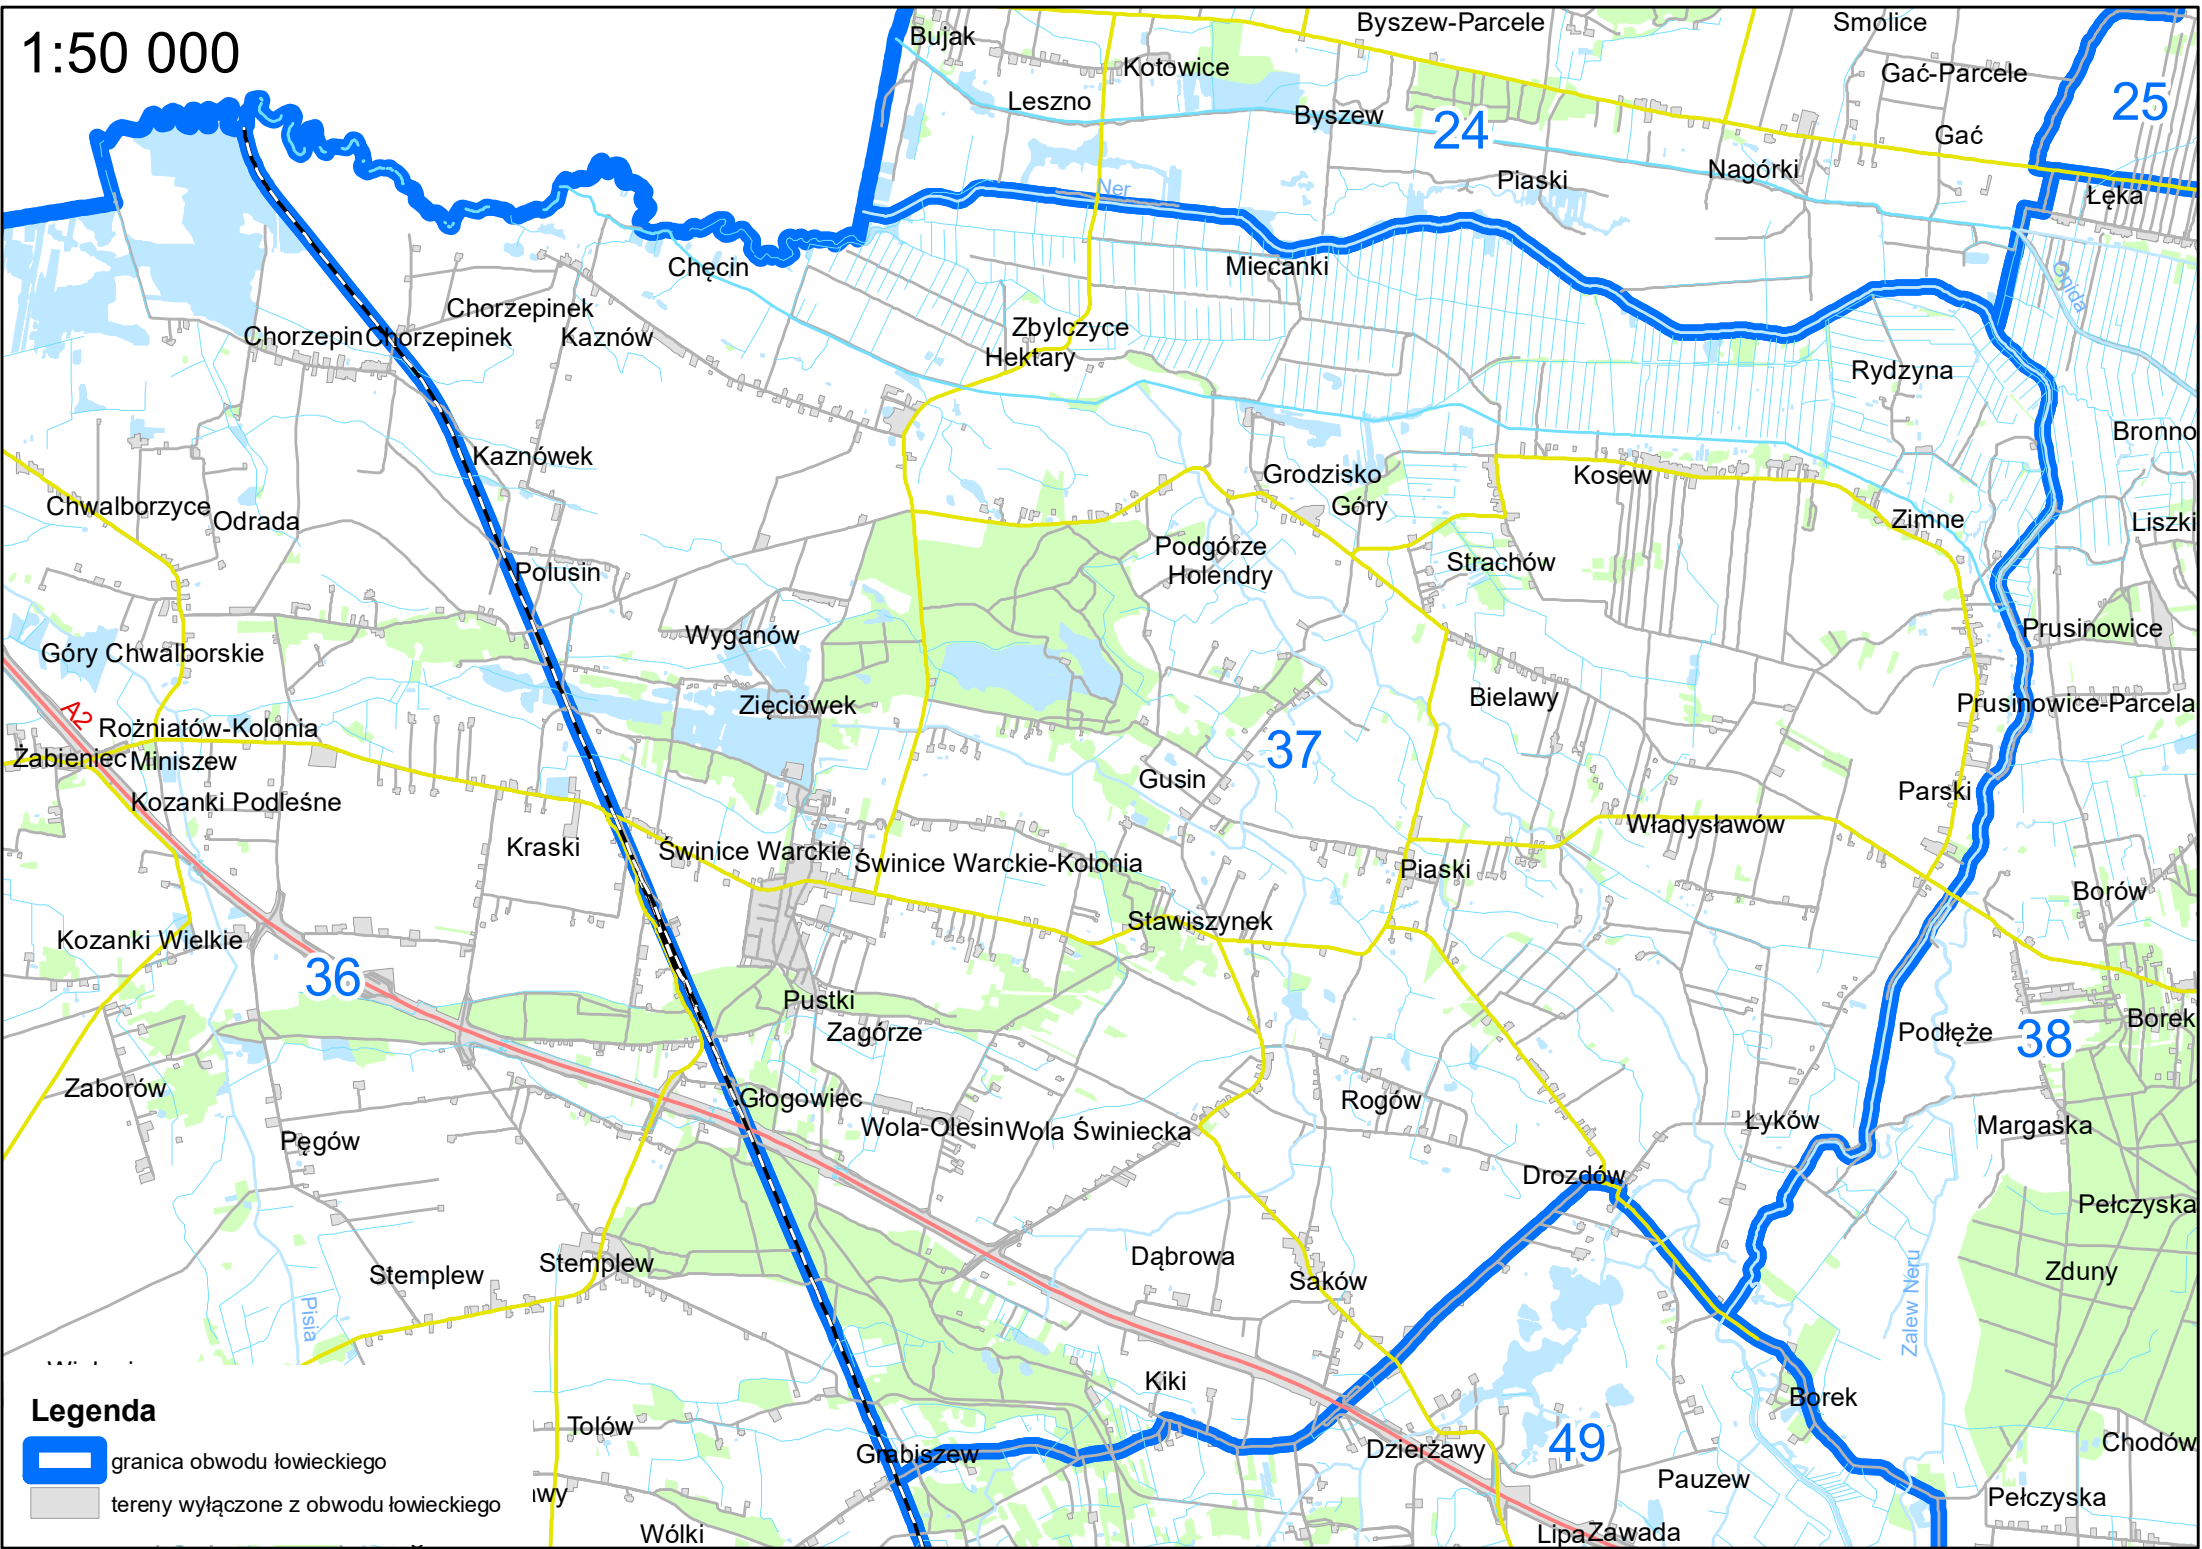 1:50 000
Bujak
Byszew-Parcele
Smolice
Kotowice
Gać-Parcele
Leszno
Byszew
24
25
Gać
Nagórki
Piaski
Ner
Łęka
Chęcin
Miecanki
Gnida
Chorzepinek
Zbylczyce
Chorzepin
Chorzepinek
Kaznów
Hektary
Rydzyna
Bronno
Kaznówek
Grodzisko
Kosew
Chwalborzyce
Odrada
Góry
Zimne
Liszki
Podgórze
Strachów
Polusin
Holendry
Wyganów
Prusinowice
Góry Chwalborskie
Zięciówek
Bielawy
Prusinowice-Parcela
A2
Rożniatów-Kolonia
37
Żabieniec
Miniszew
Gusin
Parski
Kozanki Podleśne
Władysławów
Kraski
Świnice Warckie
Świnice Warckie-Kolonia
Piaski
Borów
Stawiszynek
Kozanki Wielkie
36
Pustki
Zagórze
Podłęże
38
Borek
Zaborów
Głogowiec
Rogów
Wola-Olesin
Wola Świniecka
Łyków
Margaska
Pęgów
Drozdów
Pełczyska
Stemplew
Stemplew
Dąbrowa
Saków
Zduny
Pisia
Zalew Neru
Kiki
Borek
Legenda
Tolów
Grabiszew
Dzierżawy
49
Chodów
granica obwodu łowieckiego
Pauzew
tereny wyłączone z obwodu łowieckiego
Pełczyska
Wólki
Lipa
Zawada